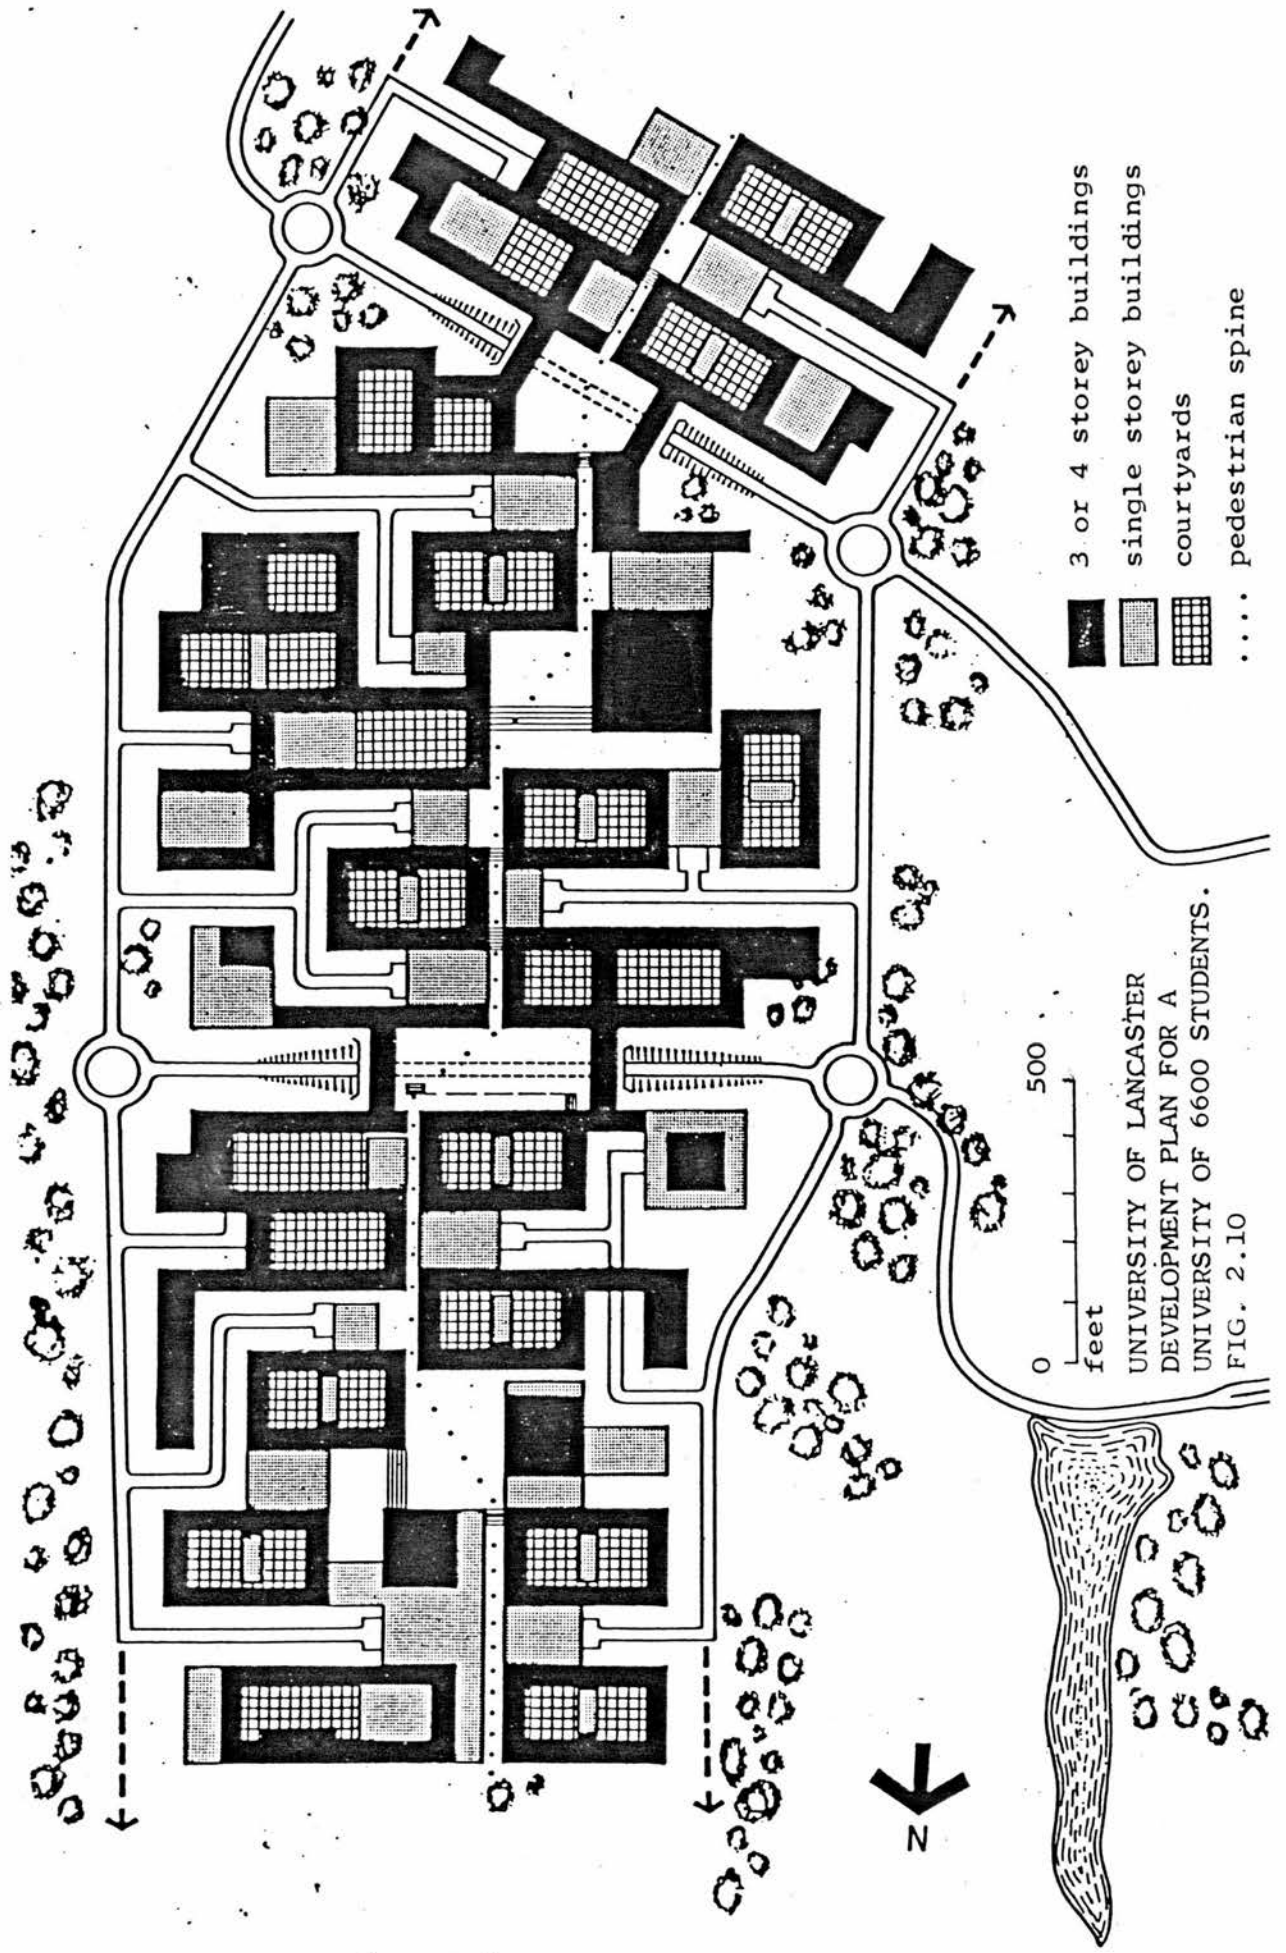 3 or 4 storey buildings
single storey buildings
courtyards
.... pedestrian spine
0 500
feet
UNIVERSITY OF LANCASTER
DEVELOPMENT PLAN FOR A
UNIVERSITY OF 6600 STUDENTS.
FIG. 2.10
N